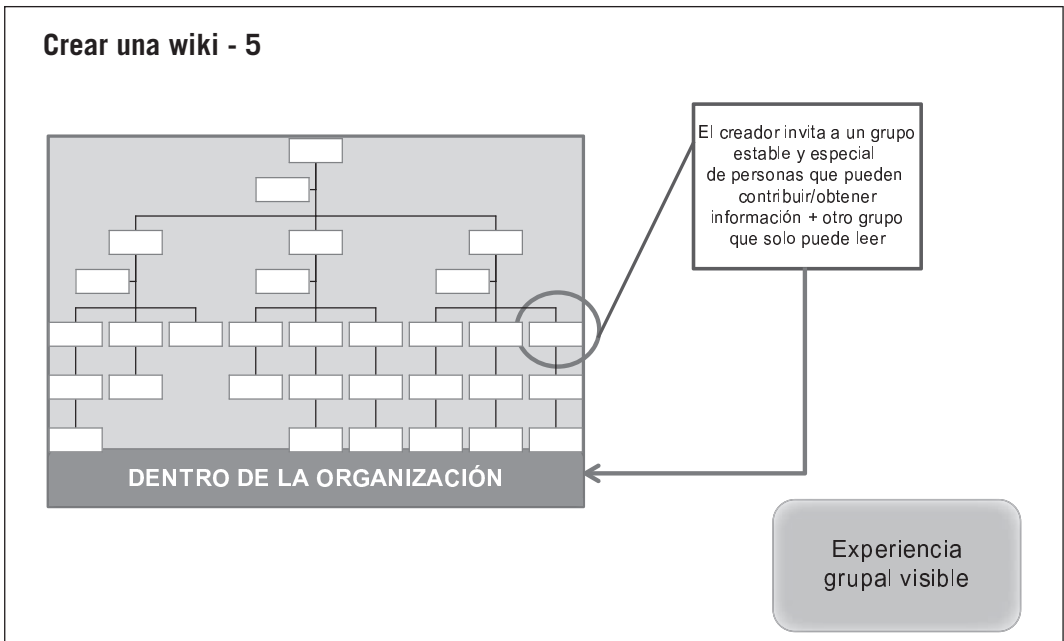 Crear una wiki - 5
El creador invita a un grupo
estable y especial
de personas que pueden
contribuir/obtener
información + otro grupo
que solo puede leer
DENTRO DE LA ORGANIZACIÓN
Experiencia
grupal visible